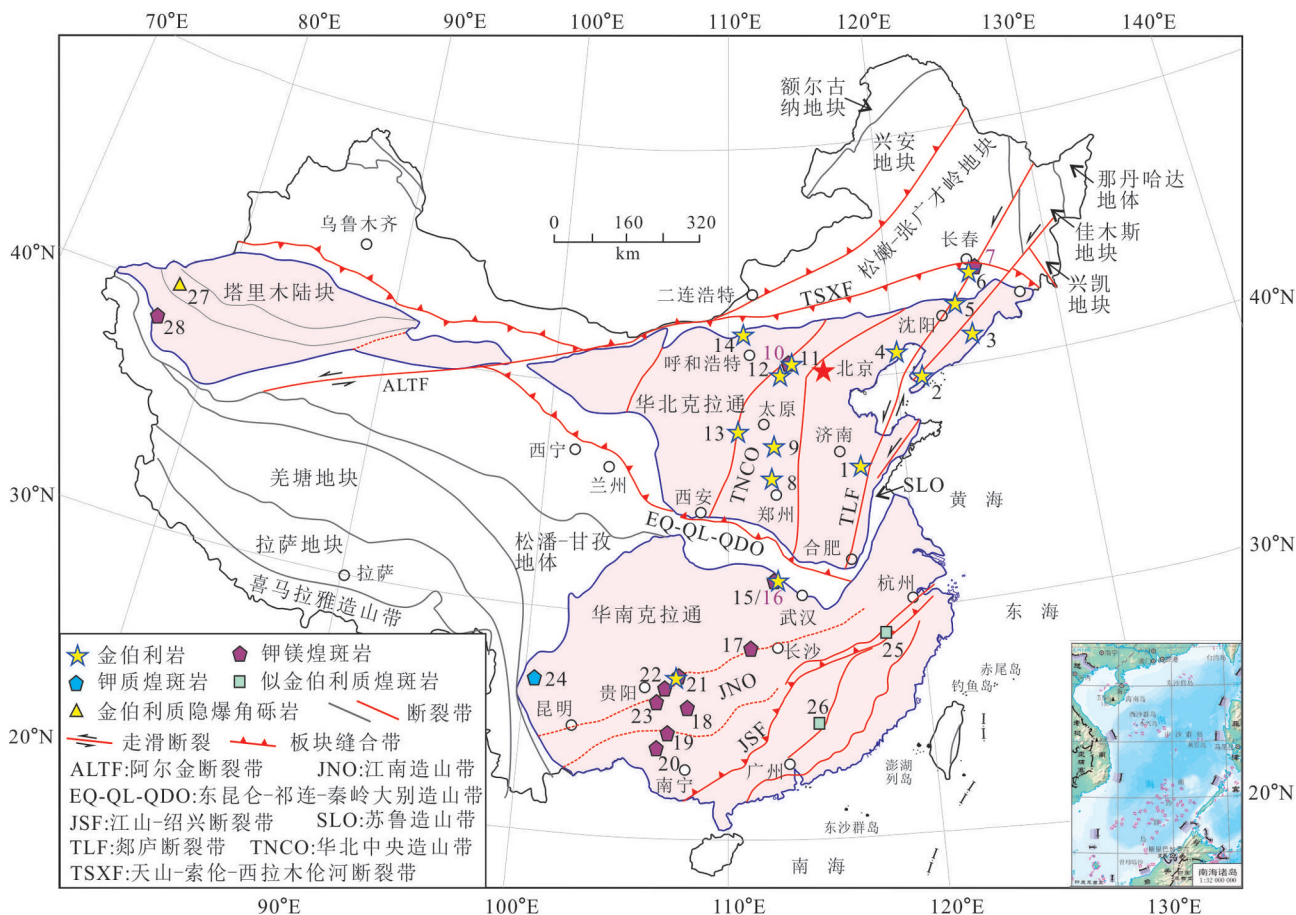 70°E 80°E 90°E 100°E 110°E 120°E 130°E 140°E
额尔古
纳地块
兴安
地块
松嫩-张广才岭地块
那丹哈达
地体
佳木斯
地块
兴凯
地块
乌鲁木齐
0 160 320
km
长春
7
6
二连浩特
TSXF
5
沈阳
3
4
2
40°N
40°N
27
塔里木陆块
28
14
呼和浩特
10
11
12
北京
ALTF
华北克拉通
太原
13
9
济南
1
TNCO
8
郑州
TLF
SLO
黄 海
西宁
兰州
西安
EQ-QL-QDO
合肥
30°N
30°N
羌塘地块
拉萨地块
拉萨
喜马拉雅造山带
松潘-甘孜
地体
15/16
武汉
杭州
东 海
华南克拉通
17
长沙
25
JNO
22
贵阳
21
24
昆明
23
18
19
20
南宁
JSF
26
广州
赤尾岛
钓鱼岛
澎湖
列岛
东沙群岛
南 海
20°N
20°N
金伯利岩
钾镁煌斑岩
钾质煌斑岩
似金伯利质煌斑岩
金伯利质隐爆角砾岩
断裂带
走滑断裂
板块缝合带
ALTF:阿尔金断裂带 JNO:江南造山带
EQ-QL-QDO:东昆仑-祁连-秦岭大别造山带
JSF:江山-绍兴断裂带 SLO:苏鲁造山带
TLF:郯庐断裂带 TNCO:华北中央造山带
TSXF:天山-索伦-西拉木伦河断裂带
南海诸岛
1:32 000 000
90°E 100°E 110°E 120°E 130°E